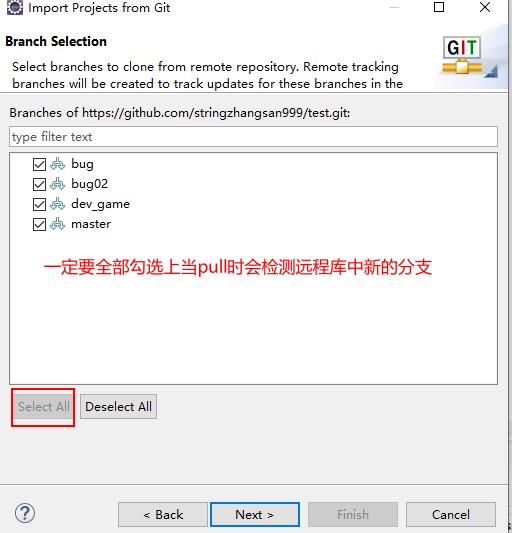 Import Projects from Git
Branch Selection
GIT
Select branches to clone from remote repository. Remote tracking
branches will be created to track updates for these branches in the
Branches of https://github.com/stringzhangsan999/test.git:
type filter text
bug
bug02
dev_game
master
一定要全部勾选上当pull时会检测远程库中新的分支
Select All
Deselect All
?
< Back
Next >
Finish
Cancel